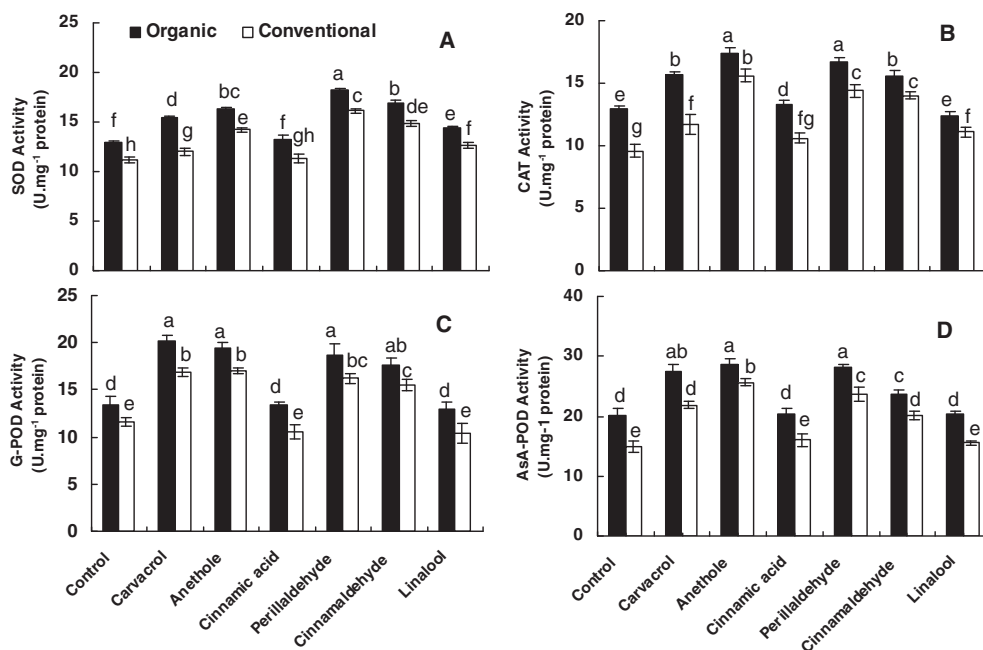 Organic Conventional
A
SOD Activity
(U.mg-1 protein)
25
20
15
10
5
0
f h d g bc e f gh a c b de e f
B
CAT Activity
(U.mg-1 protein)
20
15
10
5
0
e g b f a b d fg a c b c e f
C
G-POD Activity
(U.mg-1 protein)
25
20
15
10
5
0
d e a b a b d e a bc ab c d e
Control
Carvacrol
Anethole
Cinnamic acid
Perillaldehyde
Cinnamaldehyde
Linalool
D
AsA-POD Activity
(U.mg-1 protein)
40
30
20
10
0
d e ab d a b d e a c c d d e
Control
Carvacrol
Anethole
Cinnamic acid
Perillaldehyde
Cinnamaldehyde
Linalool